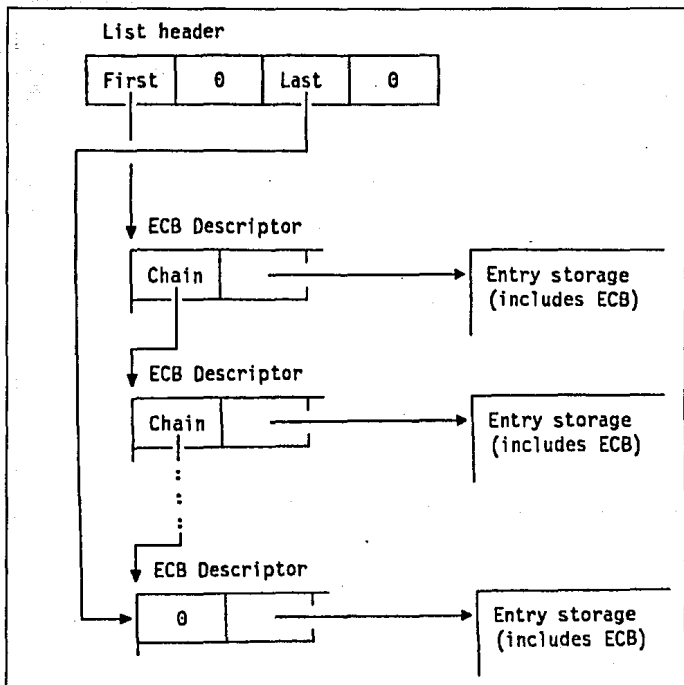 List header
First 0 Last 0
ECB Descriptor
Chain
Entry storage
(includes ECB)
ECB Descriptor
Chain
Entry storage
(includes ECB)
ECB Descriptor
0
Entry storage
(includes ECB)